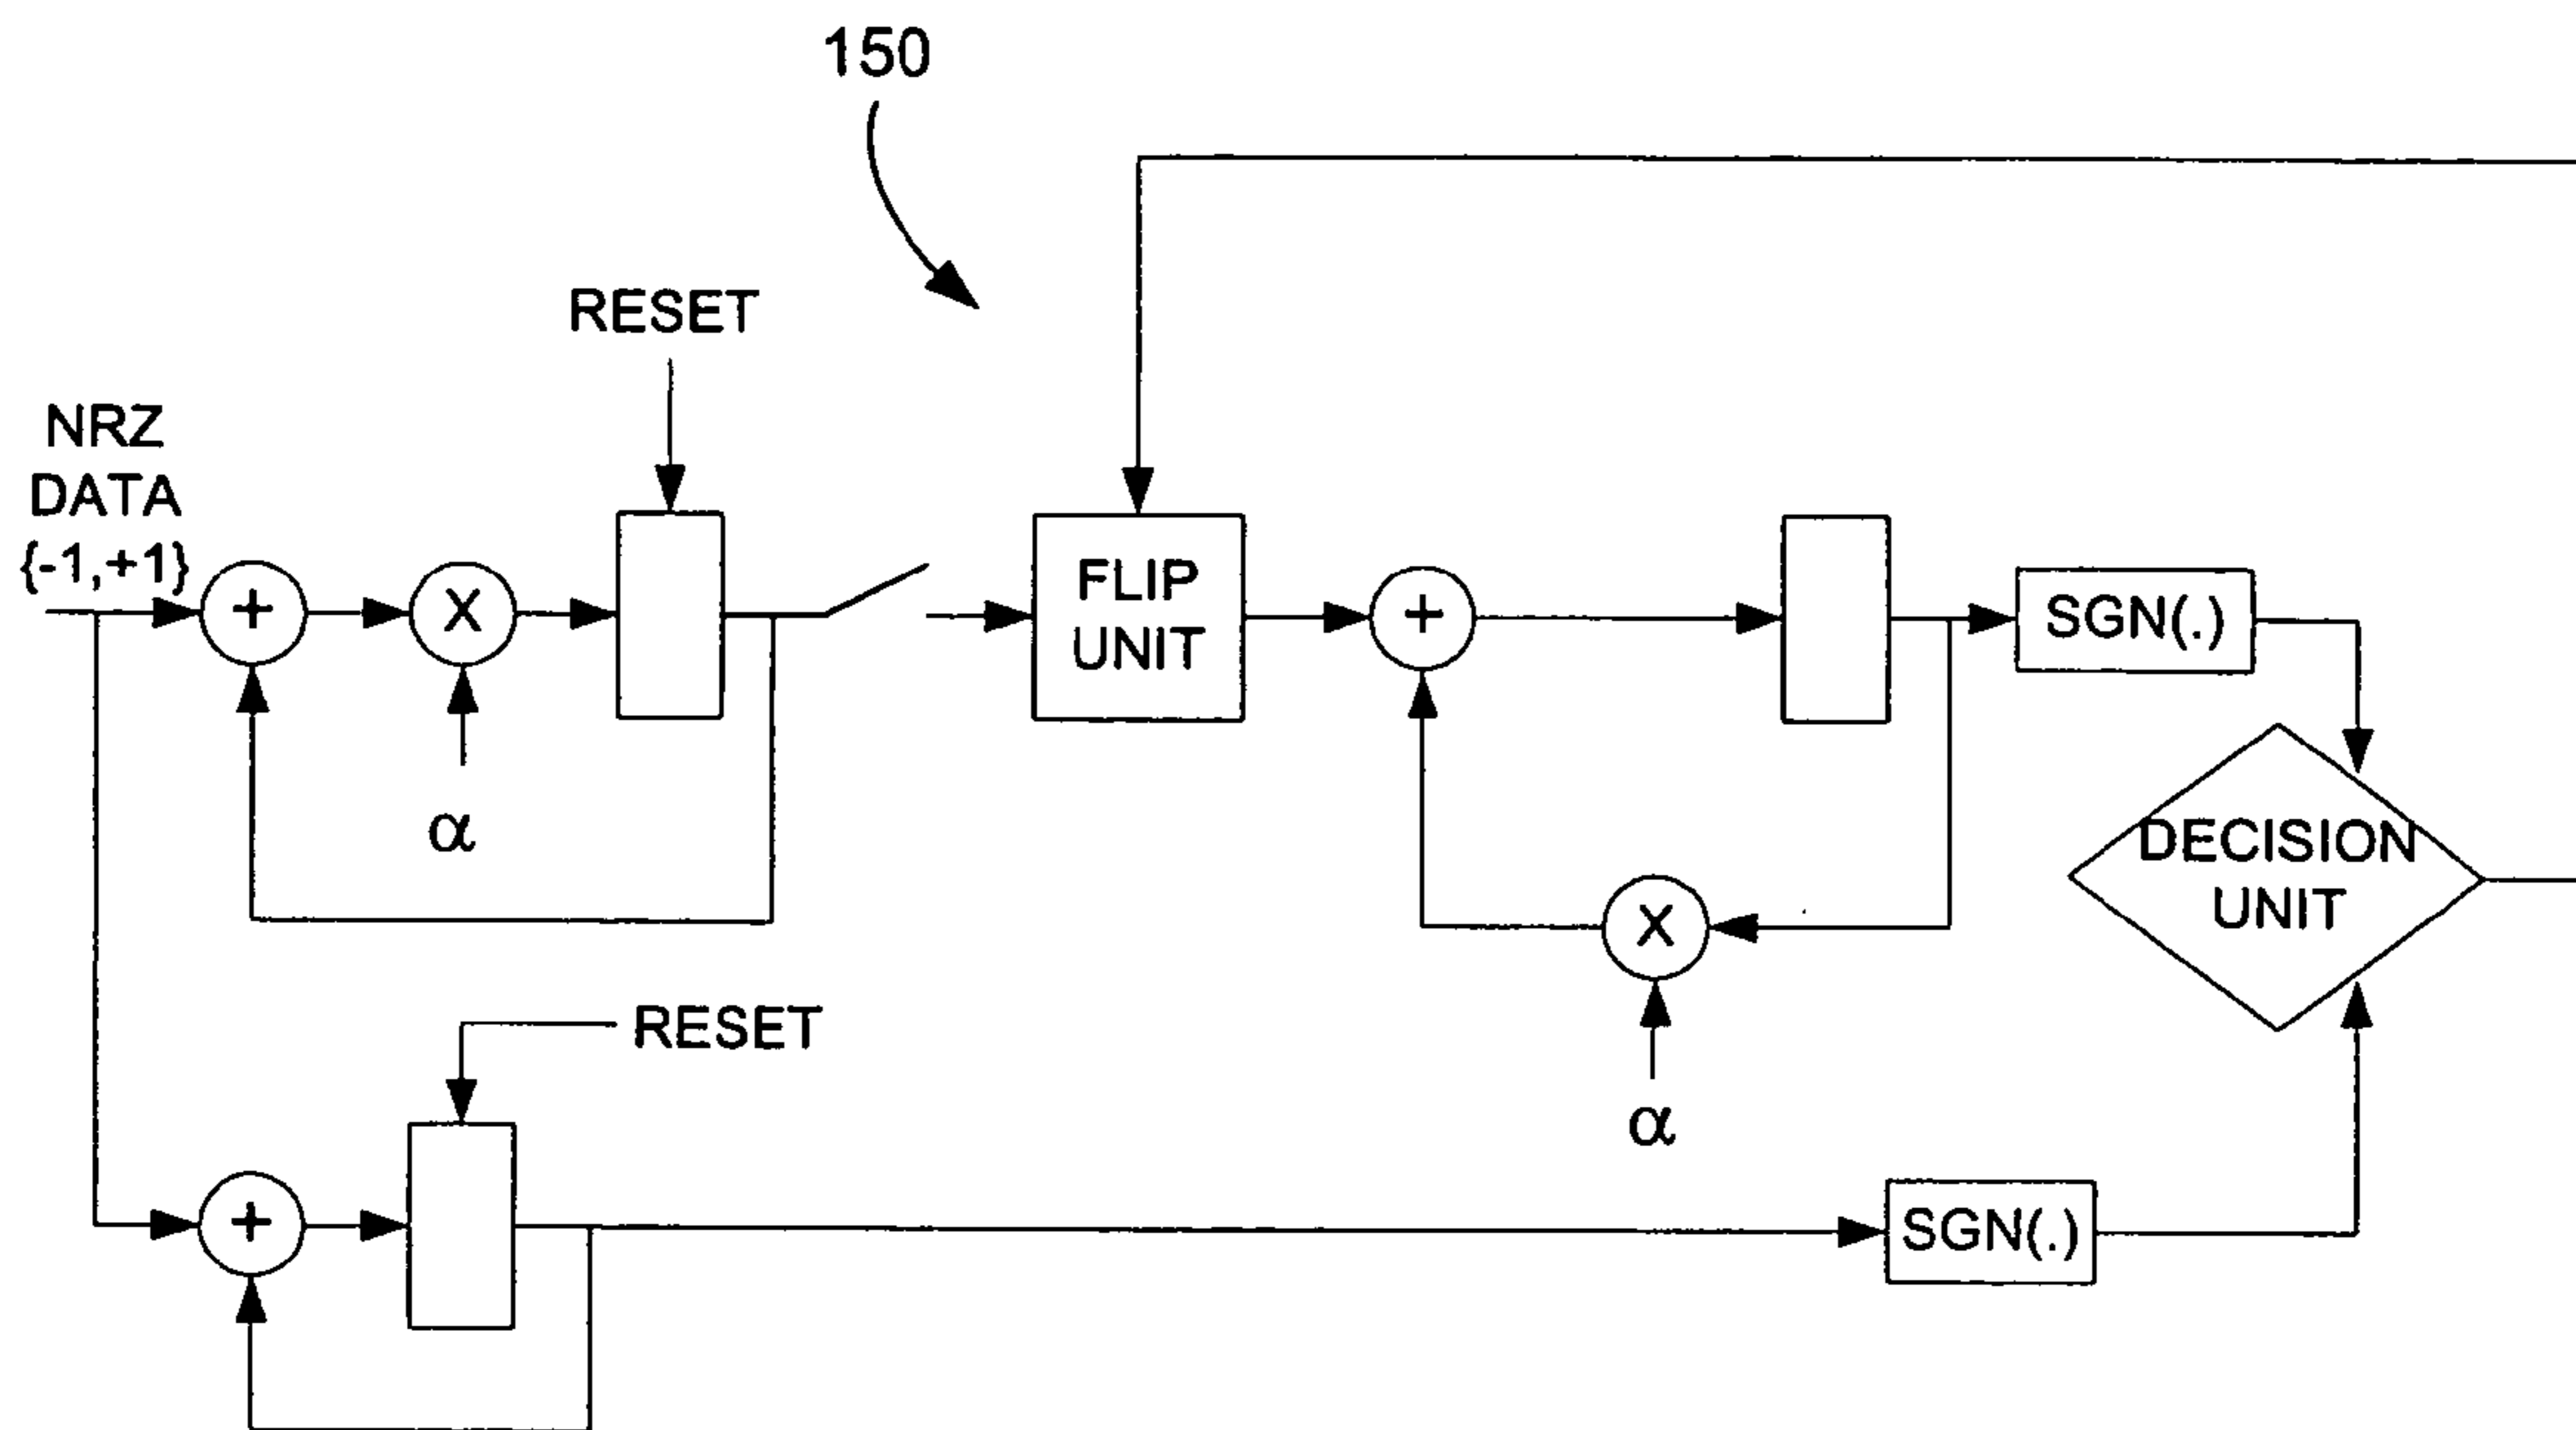 150
RESET
NRZ
DATA
{-1,+1}
+
X
α
FLIP
UNIT
+
X
α
SGN(.)
DECISION
UNIT
RESET
+
SGN(.)